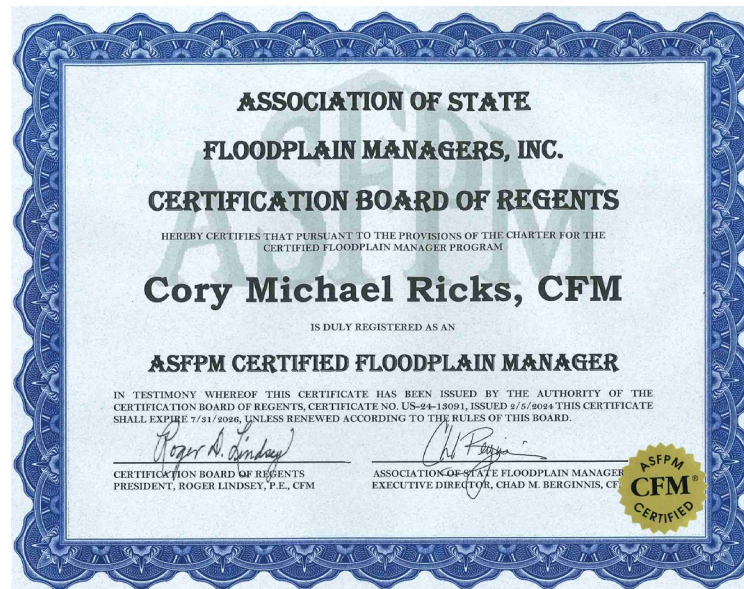 ASSOCIATION OF STATE
FLOODPLAIN MANAGERS, INC.
CERTIFICATION BOARD OF REGENTS
HEREBY CERTIFIES THAT PURSUANT TO THE PROVISIONS OF THE CHARTER FOR THE
CERTIFIED FLOODPLAIN MANAGER PROGRAM
Cory Michael Ricks, CFM
IS DULY REGISTERED AS AN
ASFPM CERTIFIED FLOODPLAIN MANAGER
IN TESTIMONY WHEREOF THIS CERTIFICATE HAS BEEN ISSUED BY THE AUTHORITY OF THE
CERTIFICATION BOARD OF REGENTS, CERTIFICATE NO. US-24-13091, ISSUED 2/5/2024 THIS CERTIFICATE
SHALL EXPIRE 7/31/2026, UNLESS RENEWED ACCORDING TO THE RULES OF THIS BOARD.
Roger D. Lindsey
CERTIFICATION BOARD OF REGENTS
PRESIDENT, ROGER LINDSEY, P.E., CFM
ASSOCIATION OF STATE FLOODPLAIN MANAGER
EXECUTIVE DIRECTOR, CHAD M. BERGINNIS, CF
ASFPM
CFM®
CERTIFIED
ASFPM